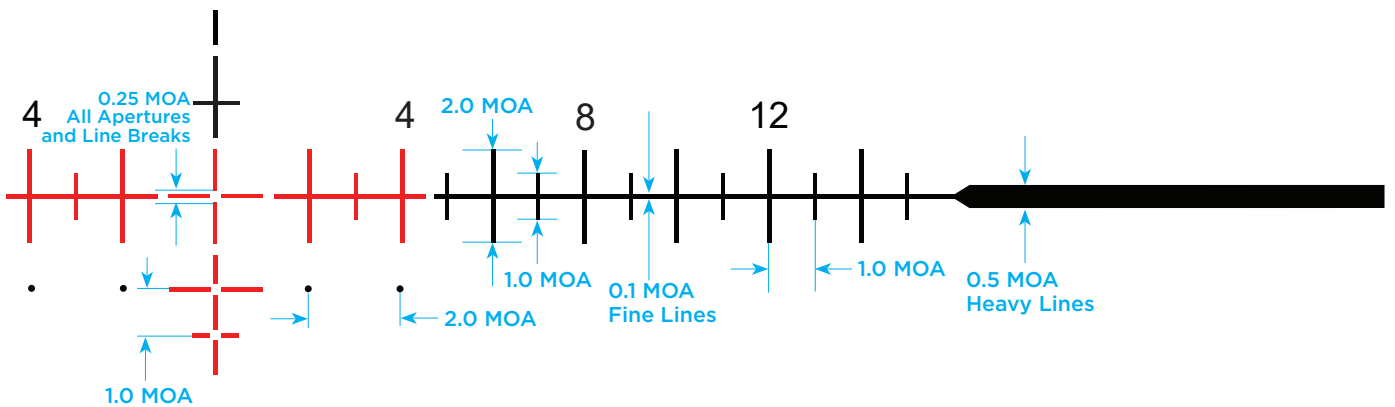 0.25 MOA
All Apertures
and Line Breaks
4
4
2.0 MOA
8
12
1.0 MOA
0.1 MOA
Fine Lines
1.0 MOA
0.5 MOA
Heavy Lines
2.0 MOA
1.0 MOA